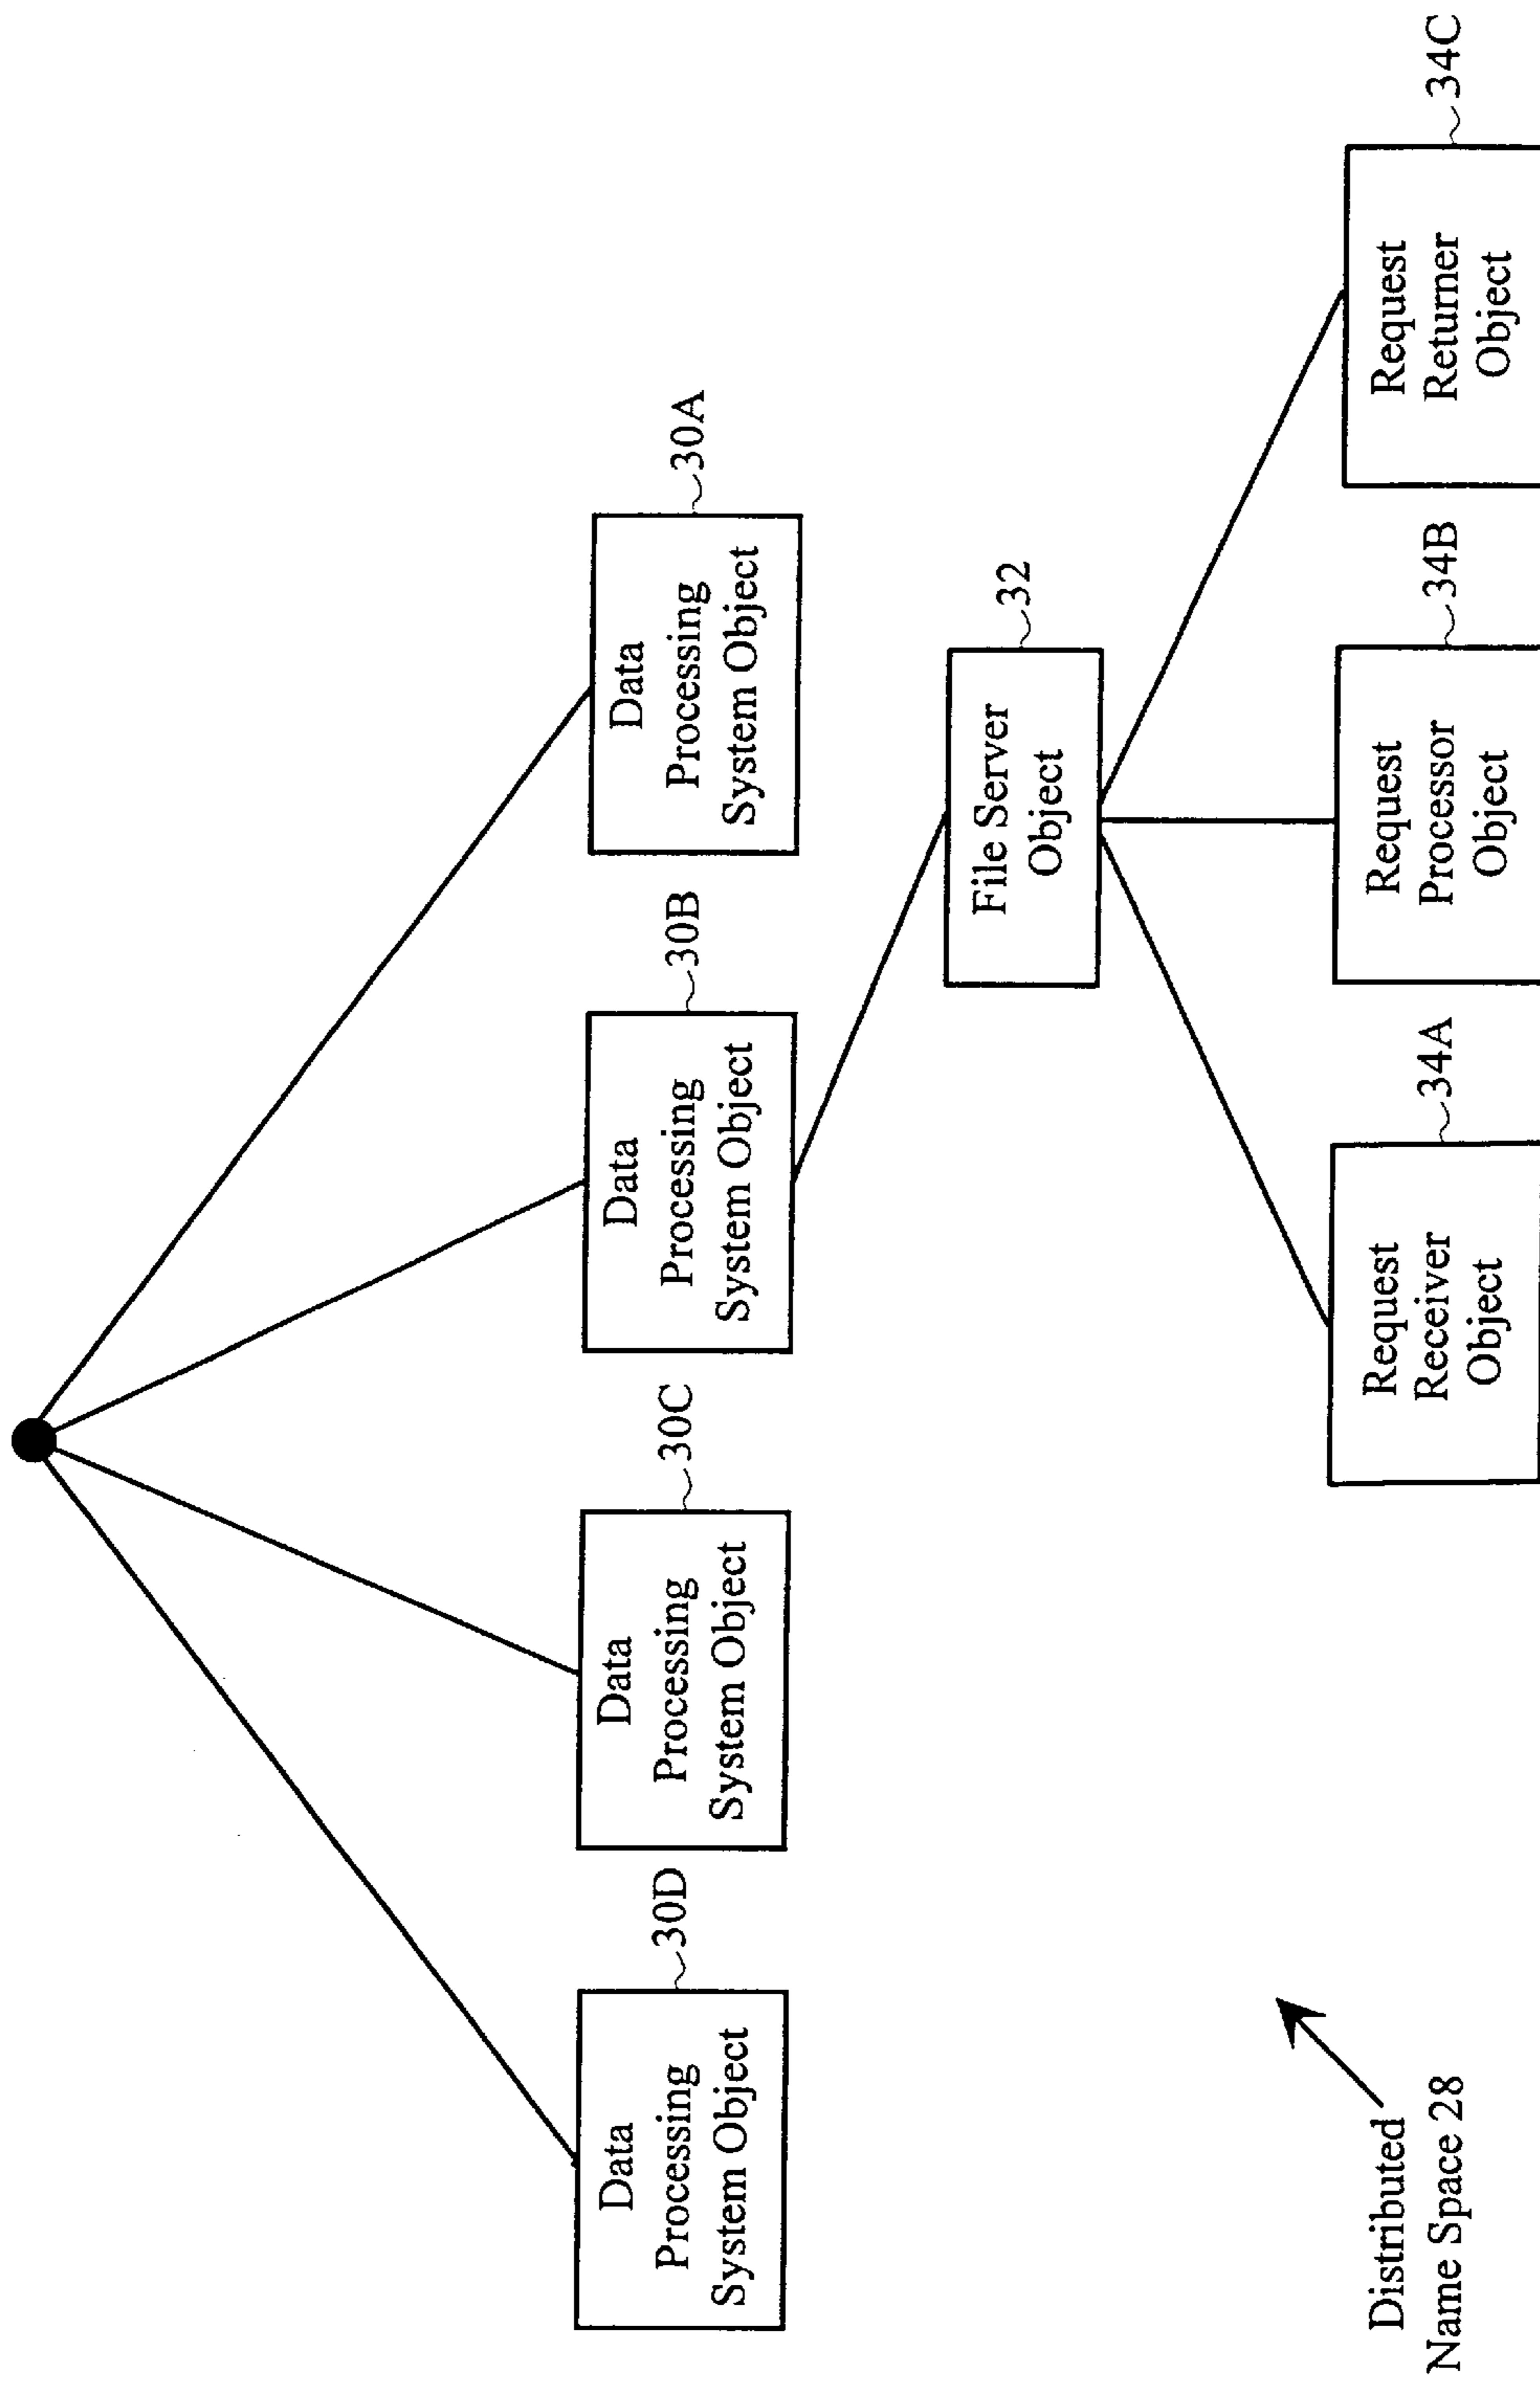 Data
Processing
System Object
30D
Data
Processing
System Object
30C
Data
Processing
System Object
30B
Data
Processing
System Object
30A
File Server
Object
32
Distributed
Name Space 28
Request
Receiver
Object
34A
Request
Processor
Object
34B
Request
Returner
Object
34C